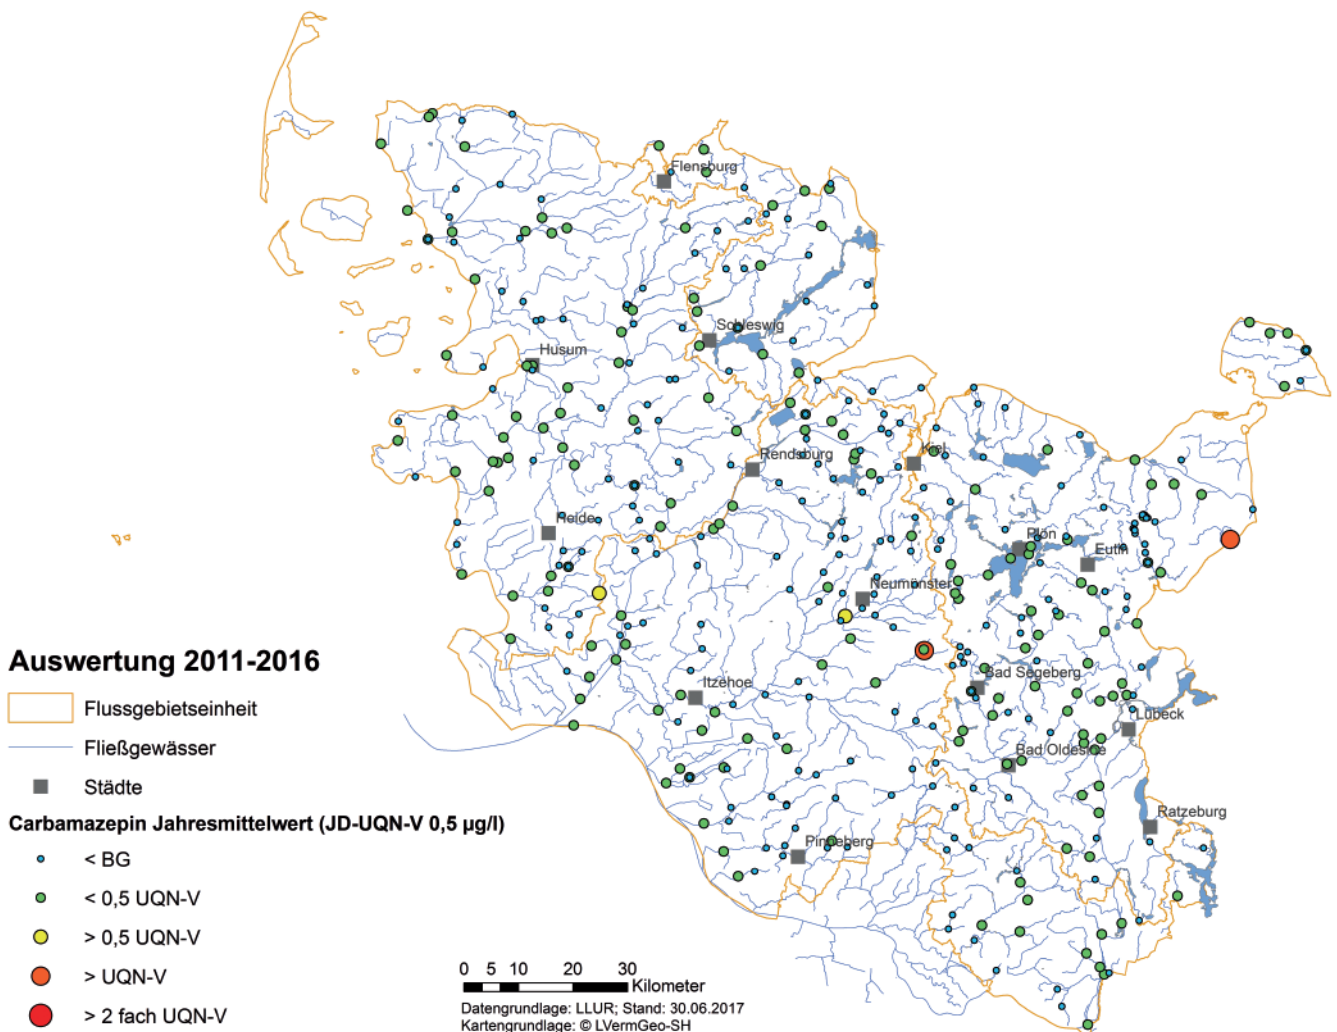 Flensburg
Schleswig
Husum
Rendsburg
Kiel
Heide
Plön
Eutin
Neumünster
Auswertung 2011-2016
Flussgebietseinheit
Fließgewässer
Städte
Carbamazepin Jahresmittelwert (JD-UQN-V 0,5 µg/l)
< BG
< 0,5 UQN-V
> 0,5 UQN-V
> UQN-V
> 2 fach UQN-V
Bad Segeberg
Itzehoe
Lübeck
Bad Oldesloe
Ratzeburg
Pinneberg
0 5 10 20 30
Kilometer
Datengrundlage: LLUR; Stand: 30.06.2017
Kartengrundlage: © LVermGeo-SH